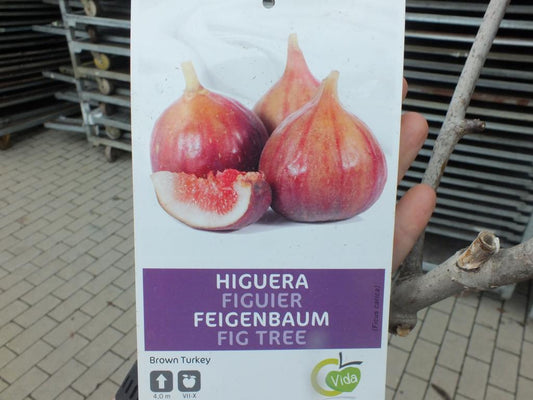 HIGUERA
FIGUIER
FEIGENBAUM
FIG TREE
(Ficus carica)
Brown Turkey
Vida
4,0 m
VII-X